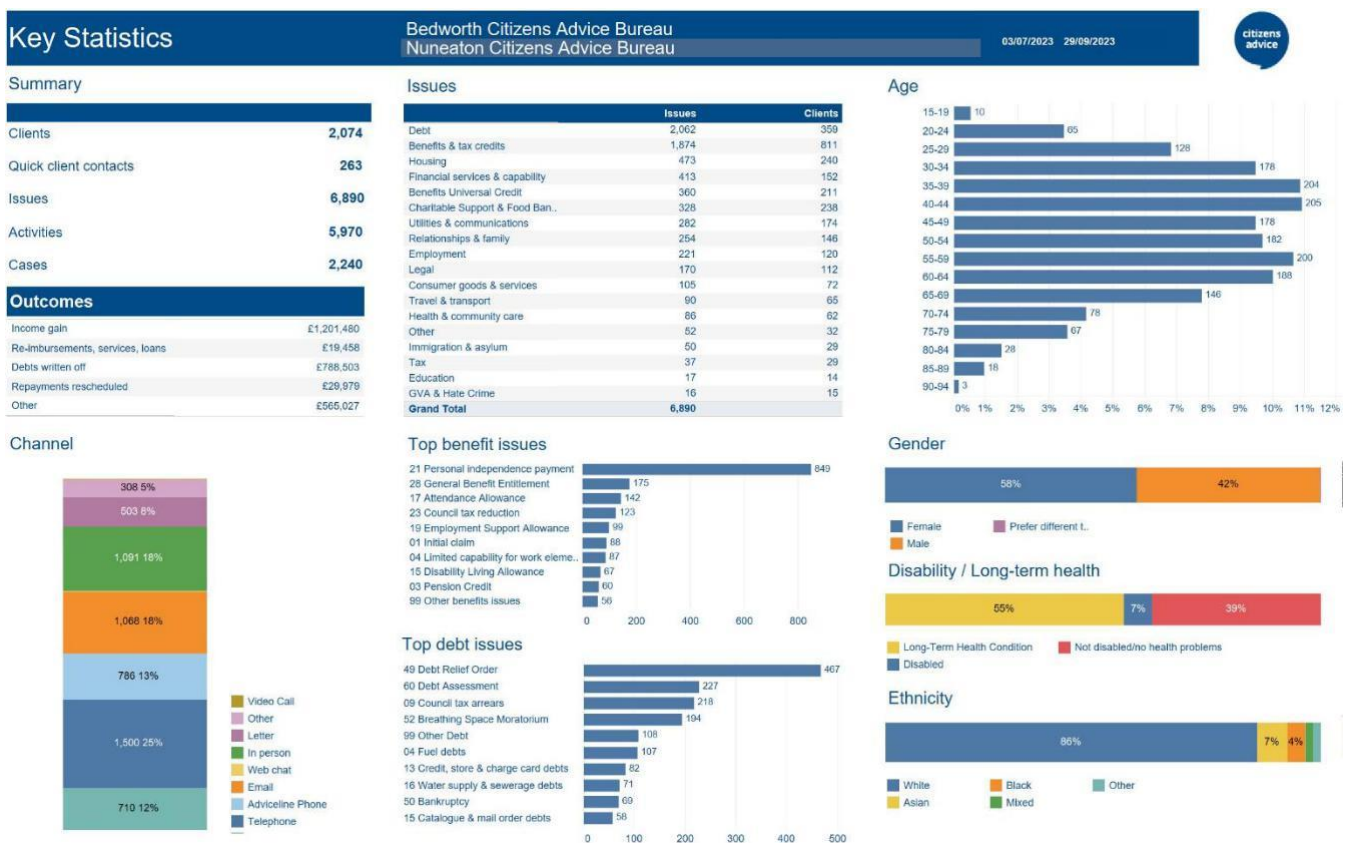 Key Statistics
Bedworth Citizens Advice Bureau
Nuneaton Citizens Advice Bureau
03/07/2023 29/09/2023
citizens
advice
Summary
Clients 2,074
Quick client contacts 263
Issues 6,890
Activities 5,970
Cases 2,240
Outcomes
Income gain £1,201,480
Re-imbursements, services, loans £19,458
Debts written off £788,503
Repayments rescheduled £29,979
Other £565,027
Issues
Issues Clients
Debt 2,062 359
Benefits & tax credits 1,874 811
Housing 473 240
Financial services & capability 413 152
Benefits Universal Credit 360 211
Charitable Support & Food Ban.. 328 238
Utilities & communications 282 174
Relationships & family 254 146
Employment 221 120
Legal 170 112
Consumer goods & services 105 72
Travel & transport 90 65
Health & community care 86 62
Other 52 32
Immigration & asylum 50 29
Tax 37 29
Education 17 14
GVA & Hate Crime 16 15
Grand Total 6,890
Age
15-19 10
20-24 65
25-29 128
30-34 178
35-39 204
40-44 205
45-49 178
50-54 182
55-59 200
60-64 188
65-69 146
70-74 78
75-79 67
80-84 28
85-89 18
90-94 3
0% 1% 2% 3% 4% 5% 6% 7% 8% 9% 10% 11% 12%
Channel
308 5%
503 8%
1,091 18%
1,068 18%
786 13%
1,500 25%
710 12%
Video Call
Other
Letter
In person
Web chat
Email
Adviceline Phone
Telephone
Top benefit issues
21 Personal independence payment 849
28 General Benefit Entitlement 175
17 Attendance Allowance 142
23 Council tax reduction 123
19 Employment Support Allowance 99
01 Initial claim 88
04 Limited capability for work eleme.. 87
15 Disability Living Allowance 67
03 Pension Credit 60
99 Other benefits issues 56
0 200 400 600 800
Top debt issues
49 Debt Relief Order 467
60 Debt Assessment 227
09 Council tax arrears 218
52 Breathing Space Moratorium 194
99 Other Debt 108
04 Fuel debts 107
13 Credit, store & charge card debts 82
16 Water supply & sewerage debts 71
50 Bankruptcy 69
15 Catalogue & mail order debts 58
0 100 200 300 400 500
Gender
58% 42%
Female Prefer different t..
Male
Disability / Long-term health
55% 7% 39%
Long-Term Health Condition Not disabled/no health problems
Disabled
Ethnicity
86% 7% 4%
White Black Other
Asian Mixed